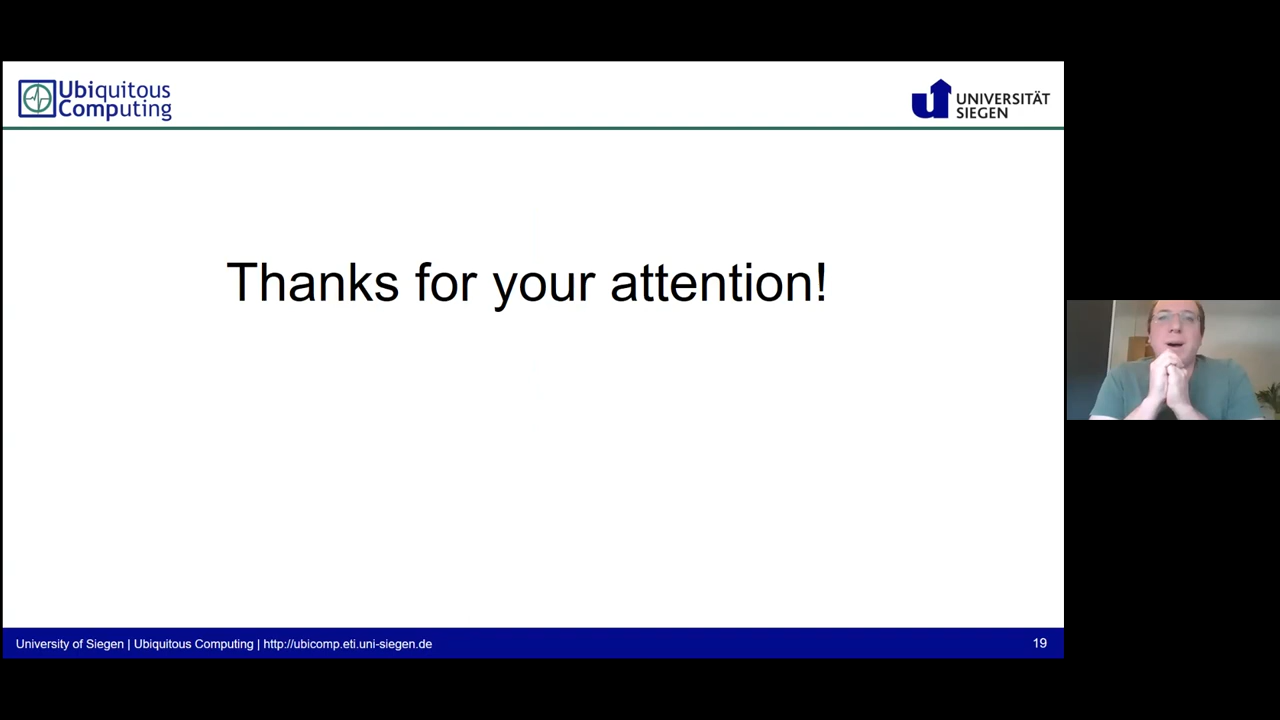 Ubiquitous
Computing
UNIVERSITÄT
SIEGEN
Thanks for your attention!
University of Siegen | Ubiquitous Computing | http://ubicomp.eti.uni-siegen.de
19